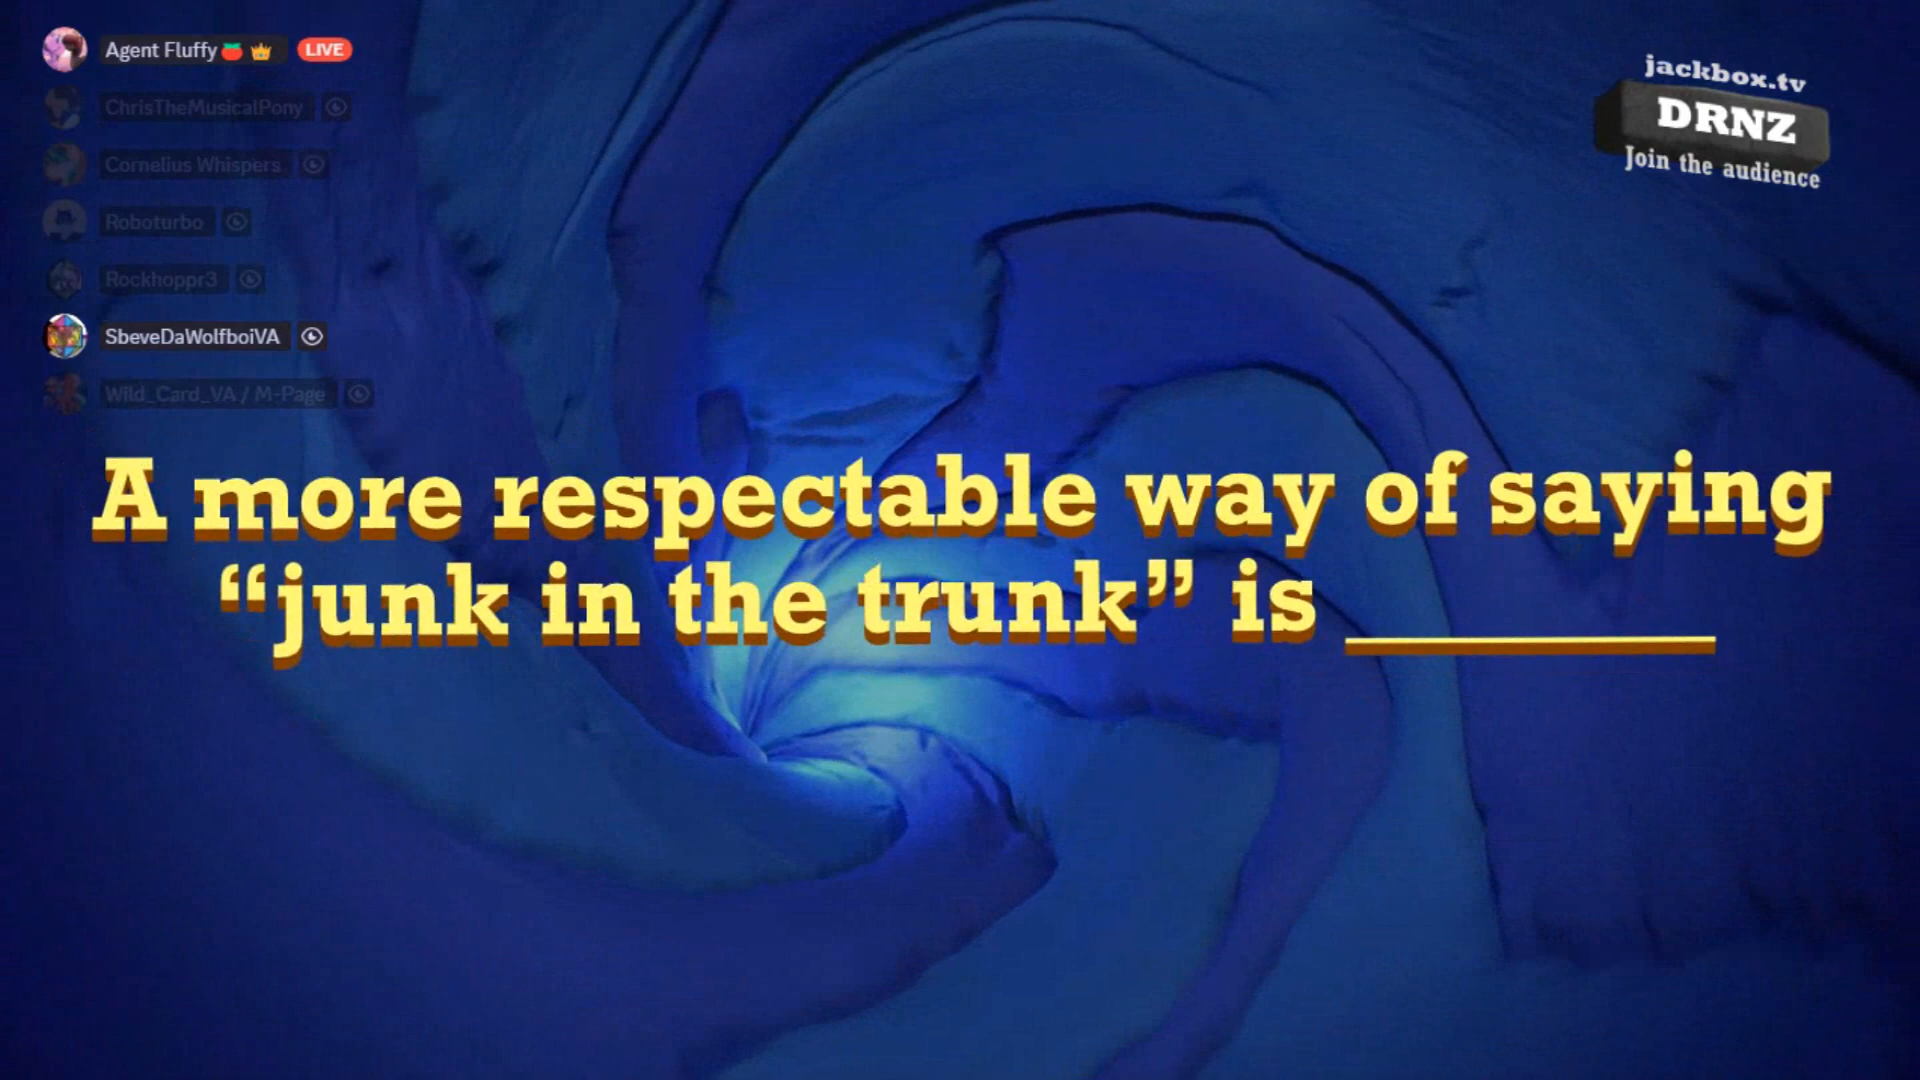 Agent Fluffy🍅👑 LIVE
ChrisTheMusicalPony
Cornelius Whispers
Roboturbo
Rockhoppr3
SbeveDaWolfboiVA
Wild_Card_VA / M-Page
jackbox.tv
DRNZ
Join the audience
A more respectable way of saying
“junk in the trunk” is ________